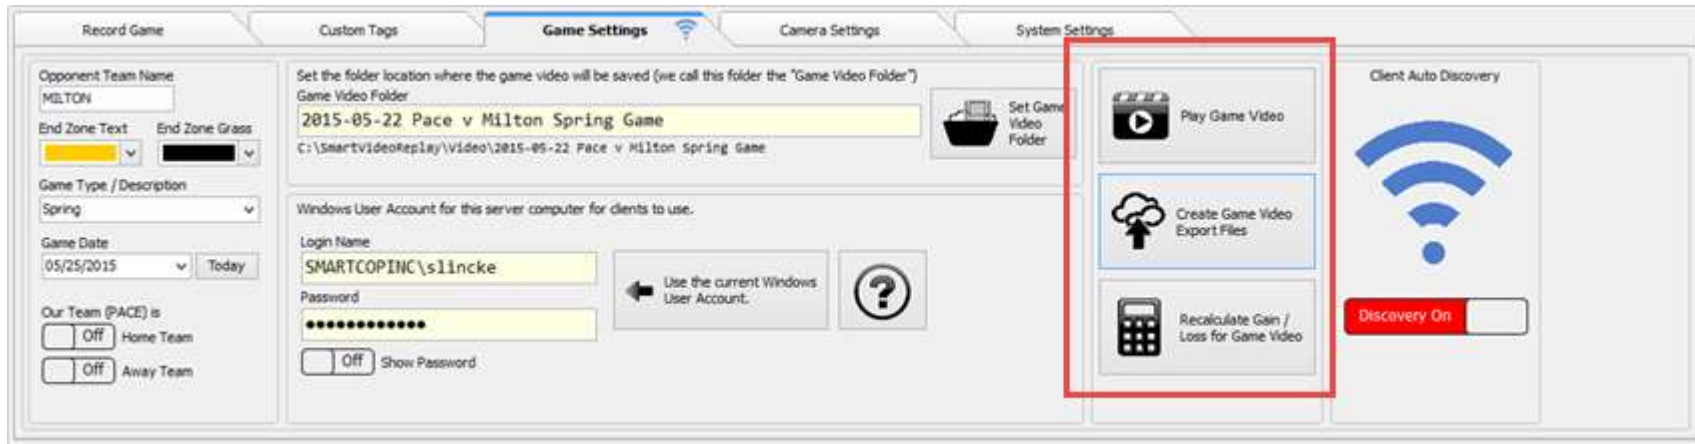 Record Game
Custom Tags
Game Settings
Camera Settings
System Settings
Opponent Team Name
MILTON
End Zone Text
End Zone Grass
Game Type / Description
Spring
Game Date
05/25/2015
Today
Our Team (PACE) is
Off Home Team
Off Away Team
Set the folder location where the game video will be saved (we call this folder the "Game Video Folder")
Game Video Folder
2015-05-22 Pace v Milton Spring Game
C:\SmartVideoReplay\Video\2015-05-22 Pace v Milton Spring Game
Set Game
Video
Folder
Windows User Account for this server computer for clients to use.
Login Name
SMARTCOPINC\slincke
Password
●●●●●●●●●●●●
Off Show Password
Use the current Windows
User Account.
?
Play Game Video
Create Game Video
Export Files
Recalculate Gain /
Loss for Game Video
Client Auto Discovery
Discovery On